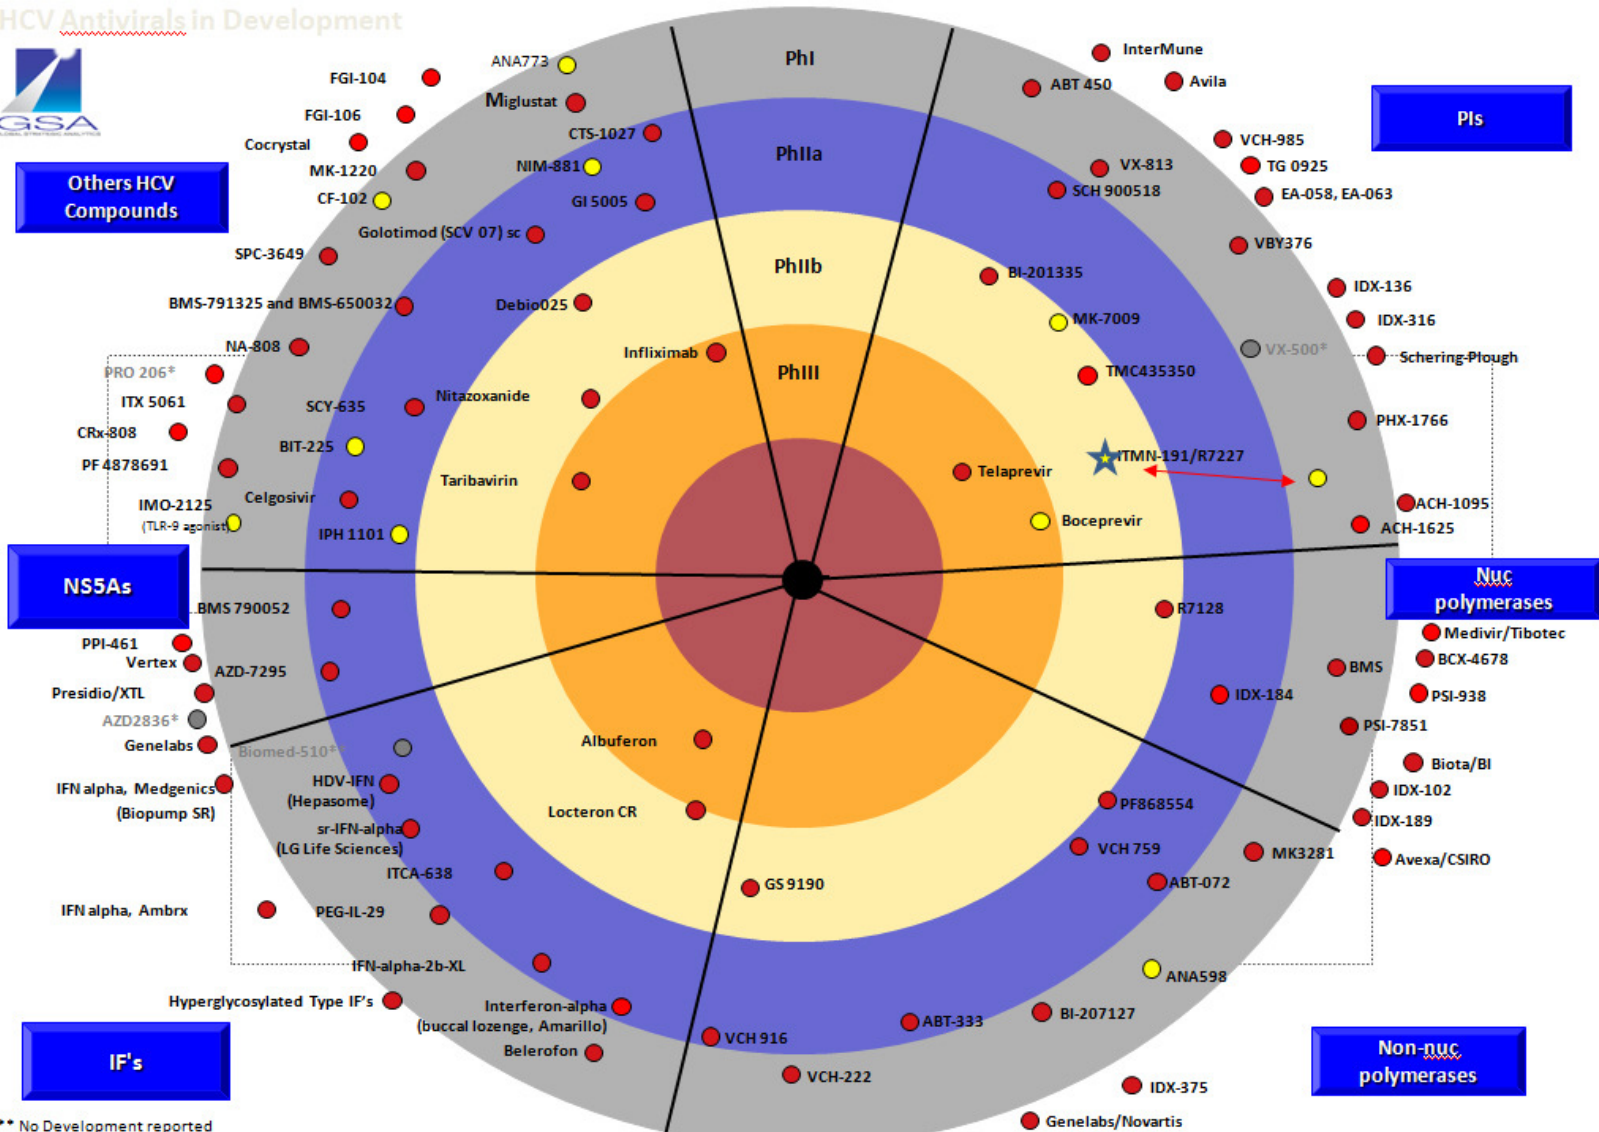 HCV Antivirals in Development
GSA
GLOBAL STRATEGIC ANALYTICS
PhI
PhIIa
PhIIb
PhIII
Others HCV
Compounds
FGI-104
FGI-106
Cocrystal
MK-1220
CF-102
SPC-3649
BMS-791325 and BMS-650032
NA-808
PRO 206*
ITX 5061
CRx-808
PF 4878691
IMO-2125
(TLR-9 agonist)
ANA773
Miglustat
CTS-1027
NIM-881
GI 5005
Golotimod (SCV 07) sc
Debio025
Infliximab
Nitazoxanide
SCY-635
BIT-225
Taribavirin
Celgosivir
IPH 1101
PIs
InterMune
ABT 450
Avila
VCH-985
VX-813
TG 0925
SCH 900518
EA-058, EA-063
VBY376
BI-201335
IDX-136
MK-7009
IDX-316
VX-500*
Schering-Plough
TMC435350
PHX-1766
ITMN-191/R7227
Telaprevir
ACH-1095
Boceprevir
ACH-1625
NS5As
BMS 790052
PPI-461
Vertex
AZD-7295
Presidio/XTL
AZD2836*
Genelabs
Nuc
polymerases
R7128
Medivir/Tibotec
BCX-4678
BMS
IDX-184
PSI-938
PSI-7851
Biota/BI
IDX-102
IDX-189
Avexa/CSIRO
Biomed-510**
HDV-IFN
(Hepasome)
IFN alpha, Medgenics
(Biopump SR)
sr-IFN-alpha
(LG Life Sciences)
ITCA-638
IFN alpha, Ambrx
PEG-IL-29
IFN-alpha-2b-XL
Hyperglycosylated Type IF's
Interferon-alpha
(buccal lozenge, Amarillo)
Belerofon
Albuferon
Locteron CR
IF's
GS 9190
PF868554
VCH 759
MK3281
ABT-072
ANA598
BI-207127
ABT-333
VCH 916
VCH-222
IDX-375
Genelabs/Novartis
Non-nuc
polymerases
** No Development reported